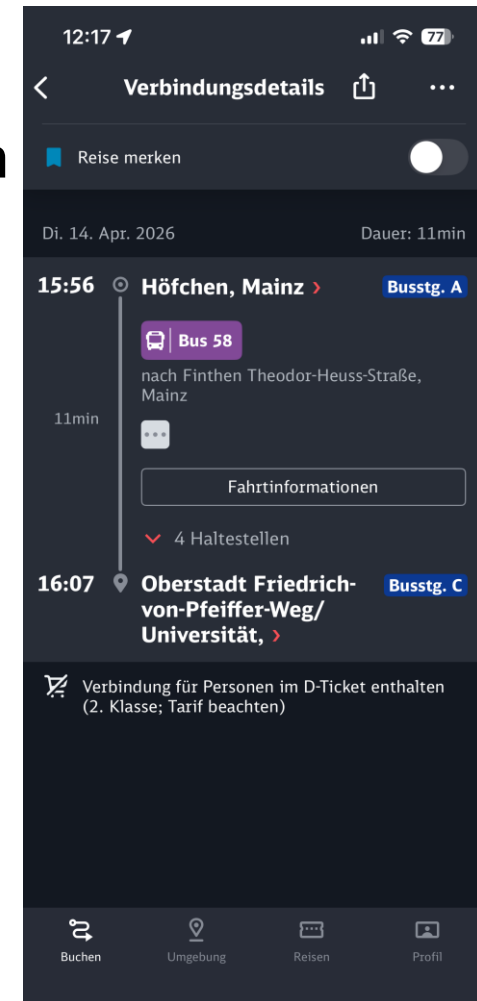 12:17
77
Verbindungsdetails
n
Reise merken
Di. 14. Apr. 2026 Dauer: 11min
15:56 Höfchen, Mainz Busstg. A
Bus 58
nach Finthen Theodor-Heuss-Straße,
Mainz
11min
Fahrtinformationen
4 Haltestellen
16:07 Oberstadt Friedrich- Busstg. C
von-Pfeiffer-Weg/
Universität,
Verbindung für Personen im D-Ticket enthalten
(2. Klasse; Tarif beachten)
Buchen Umgebung Reisen Profil